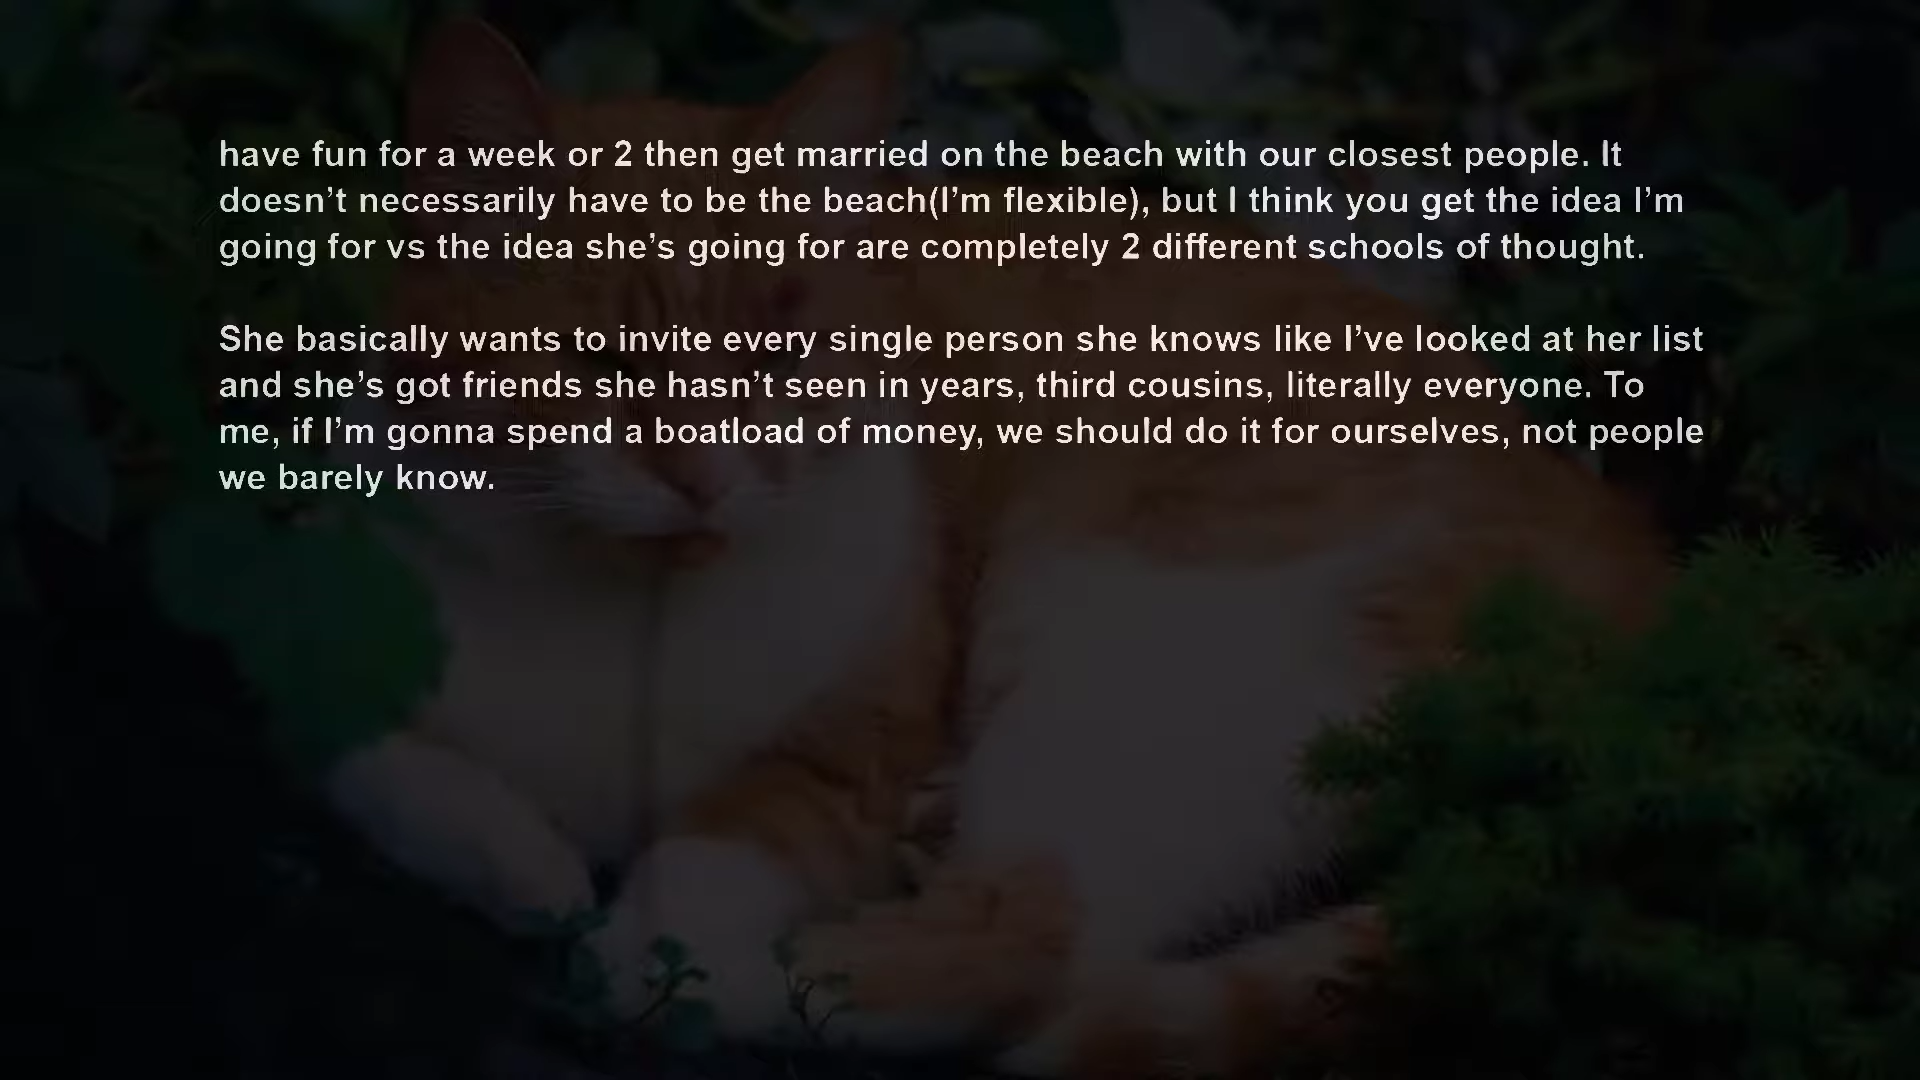 have fun for a week or 2 then get married on the beach with our closest people. It
doesn’t necessarily have to be the beach(I’m flexible), but I think you get the idea I’m
going for vs the idea she’s going for are completely 2 different schools of thought.
She basically wants to invite every single person she knows like I’ve looked at her list
and she’s got friends she hasn’t seen in years, third cousins, literally everyone. To
me, if I’m gonna spend a boatload of money, we should do it for ourselves, not people
we barely know.